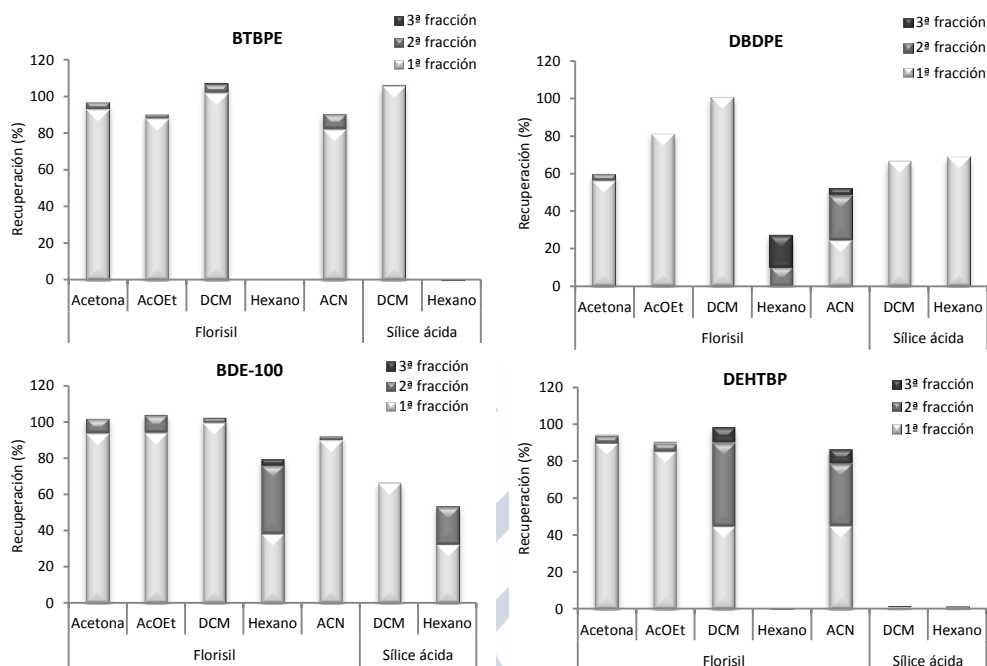 BTBPE
3ª fracción
2ª fracción
1ª fracción
Recuperación (%)
120
100
80
60
40
20
0
Acetona AcOEt DCM Hexano ACN DCM Hexano
Florisil Sílice ácida
DBDPE
3ª fracción
2ª fracción
1ª fracción
Recuperación (%)
120
100
80
60
40
20
0
Acetona AcOEt DCM Hexano ACN DCM Hexano
Florisil Sílice ácida
BDE-100
3ª fracción
2ª fracción
1ª fracción
Recuperación (%)
120
100
80
60
40
20
0
Acetona AcOEt DCM Hexano ACN DCM Hexano
Florisil Sílice ácida
DEHTBP
3ª fracción
2ª fracción
1ª fracción
Recuperación (%)
120
100
80
60
40
20
0
Acetona AcOEt DCM Hexano ACN DCM Hexano
Florisil Sílice ácida